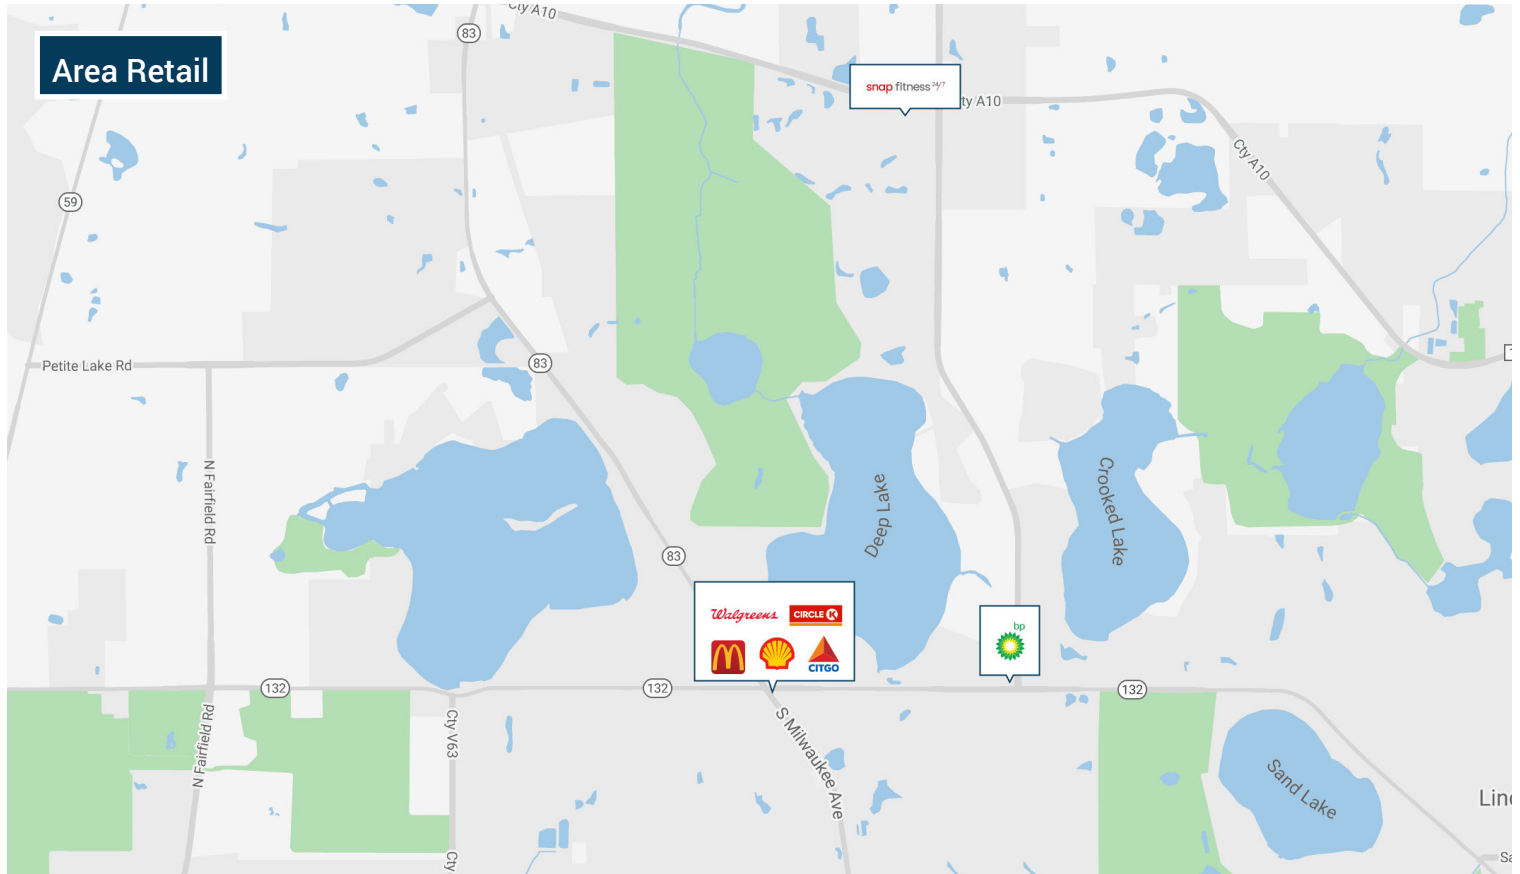 Area Retail
Cty A10
83
snap fitness 24/7
Cty A10
Cty A10
59
Petite Lake Rd
83
N Fairfield Rd
Deep Lake
Crooked Lake
83
Walgreens
CIRCLE K
CITGO
bp
132
132
132
N Fairfield Rd
Cty V63
S Milwaukee Ave
Sand Lake
Cty